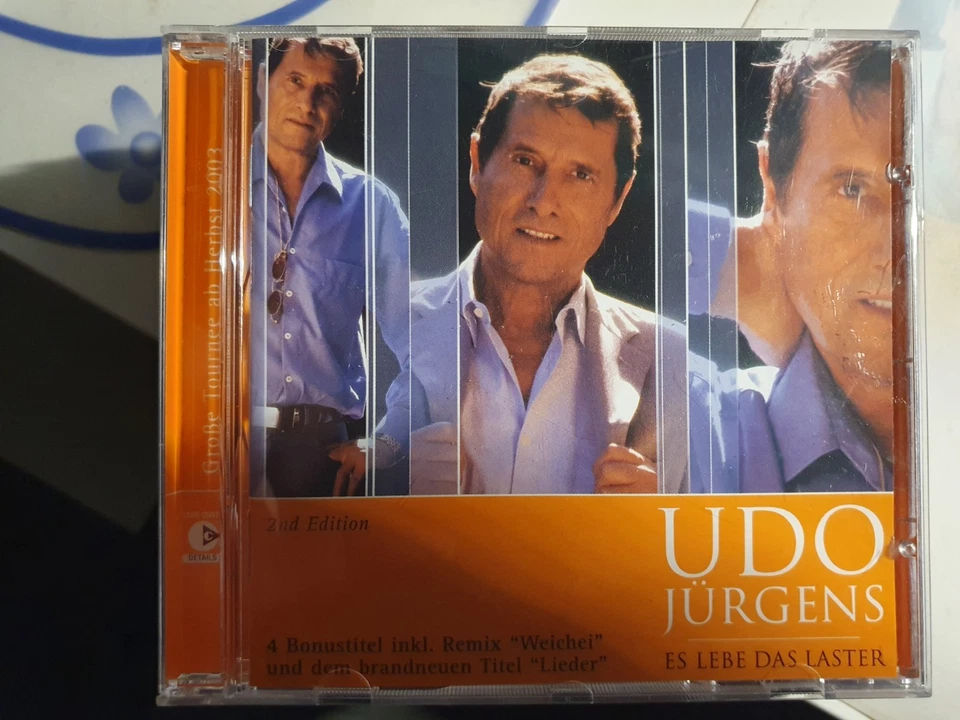 Große Tournee ab Herbst 2003
DETAILS
2nd Edition
UDO
JÜRGENS
ES LEBE DAS LASTER
4 Bonustitel inkl. Remix "Weichei"
und dem brandneuen Titel "Lieder"